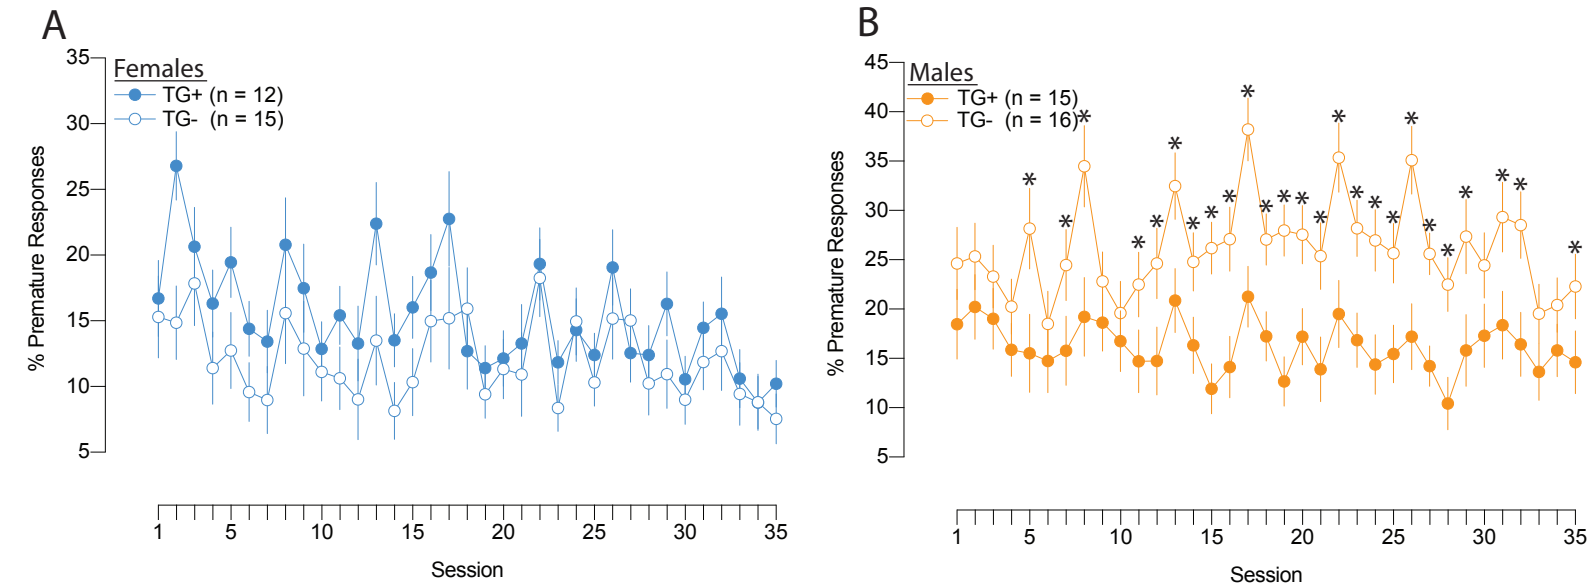 A
35
30
25
20
15
10
5
% Premature Responses
Females
TG+ (n = 12)
TG- (n = 15)
1 5 10 15 20 25 30 35
Session
B
45
40
35
30
25
20
15
10
5
% Premature Responses
Males
TG+ (n = 15)
TG- (n = 16)
* * * * * * * * * * * * * * * * * * * * * * * * *
1 5 10 15 20 25 30 35
Session